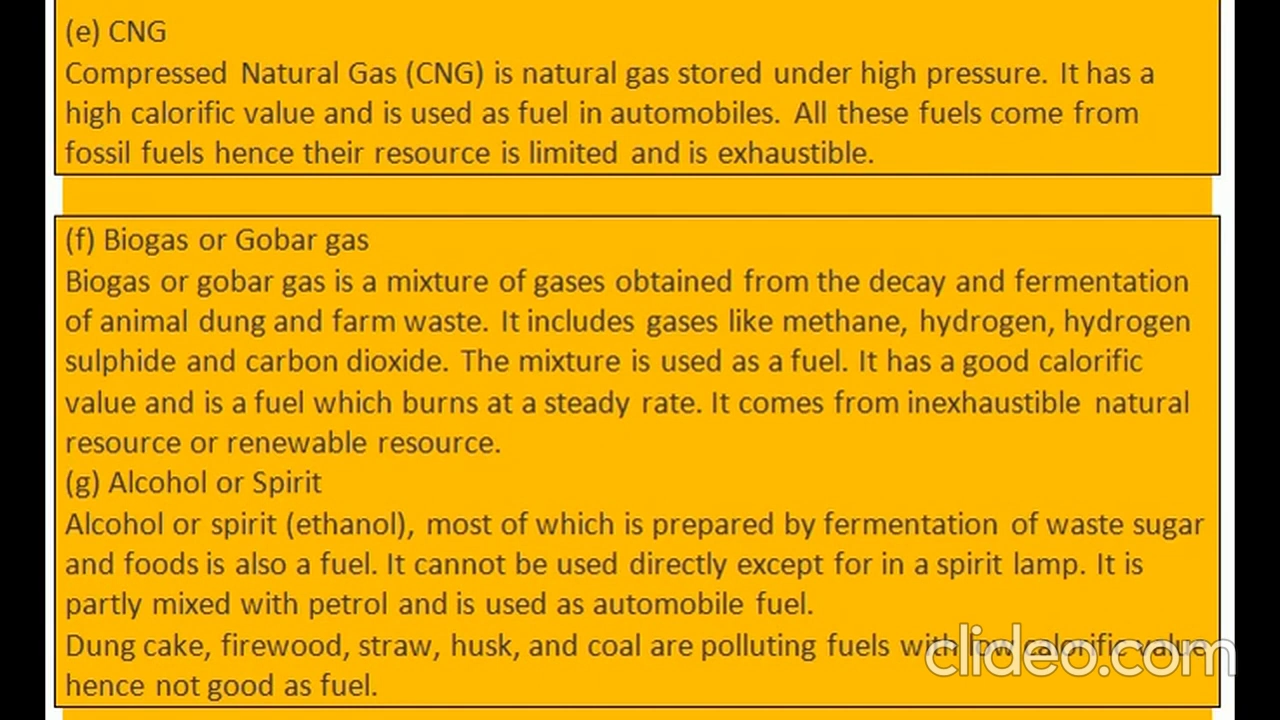 (e) CNG
Compressed Natural Gas (CNG) is natural gas stored under high pressure. It has a
high calorific value and is used as fuel in automobiles. All these fuels come from
fossil fuels hence their resource is limited and is exhaustible.
(f) Biogas or Gobar gas
Biogas or gobar gas is a mixture of gases obtained from the decay and fermentation
of animal dung and farm waste. It includes gases like methane, hydrogen, hydrogen
sulphide and carbon dioxide. The mixture is used as a fuel. It has a good calorific
value and is a fuel which burns at a steady rate. It comes from inexhaustible natural
resource or renewable resource.
(g) Alcohol or Spirit
Alcohol or spirit (ethanol), most of which is prepared by fermentation of waste sugar
and foods is also a fuel. It cannot be used directly except for in a spirit lamp. It is
partly mixed with petrol and is used as automobile fuel.
Dung cake, firewood, straw, husk, and coal are polluting fuels with low calorific value
hence not good as fuel.
clideo.com